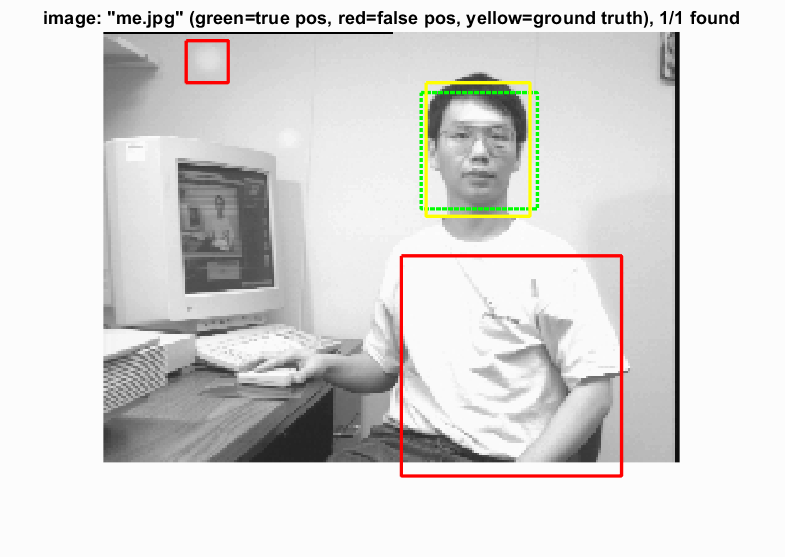 image: "me.jpg" (green=true pos, red=false pos, yellow=ground truth), 1/1 found